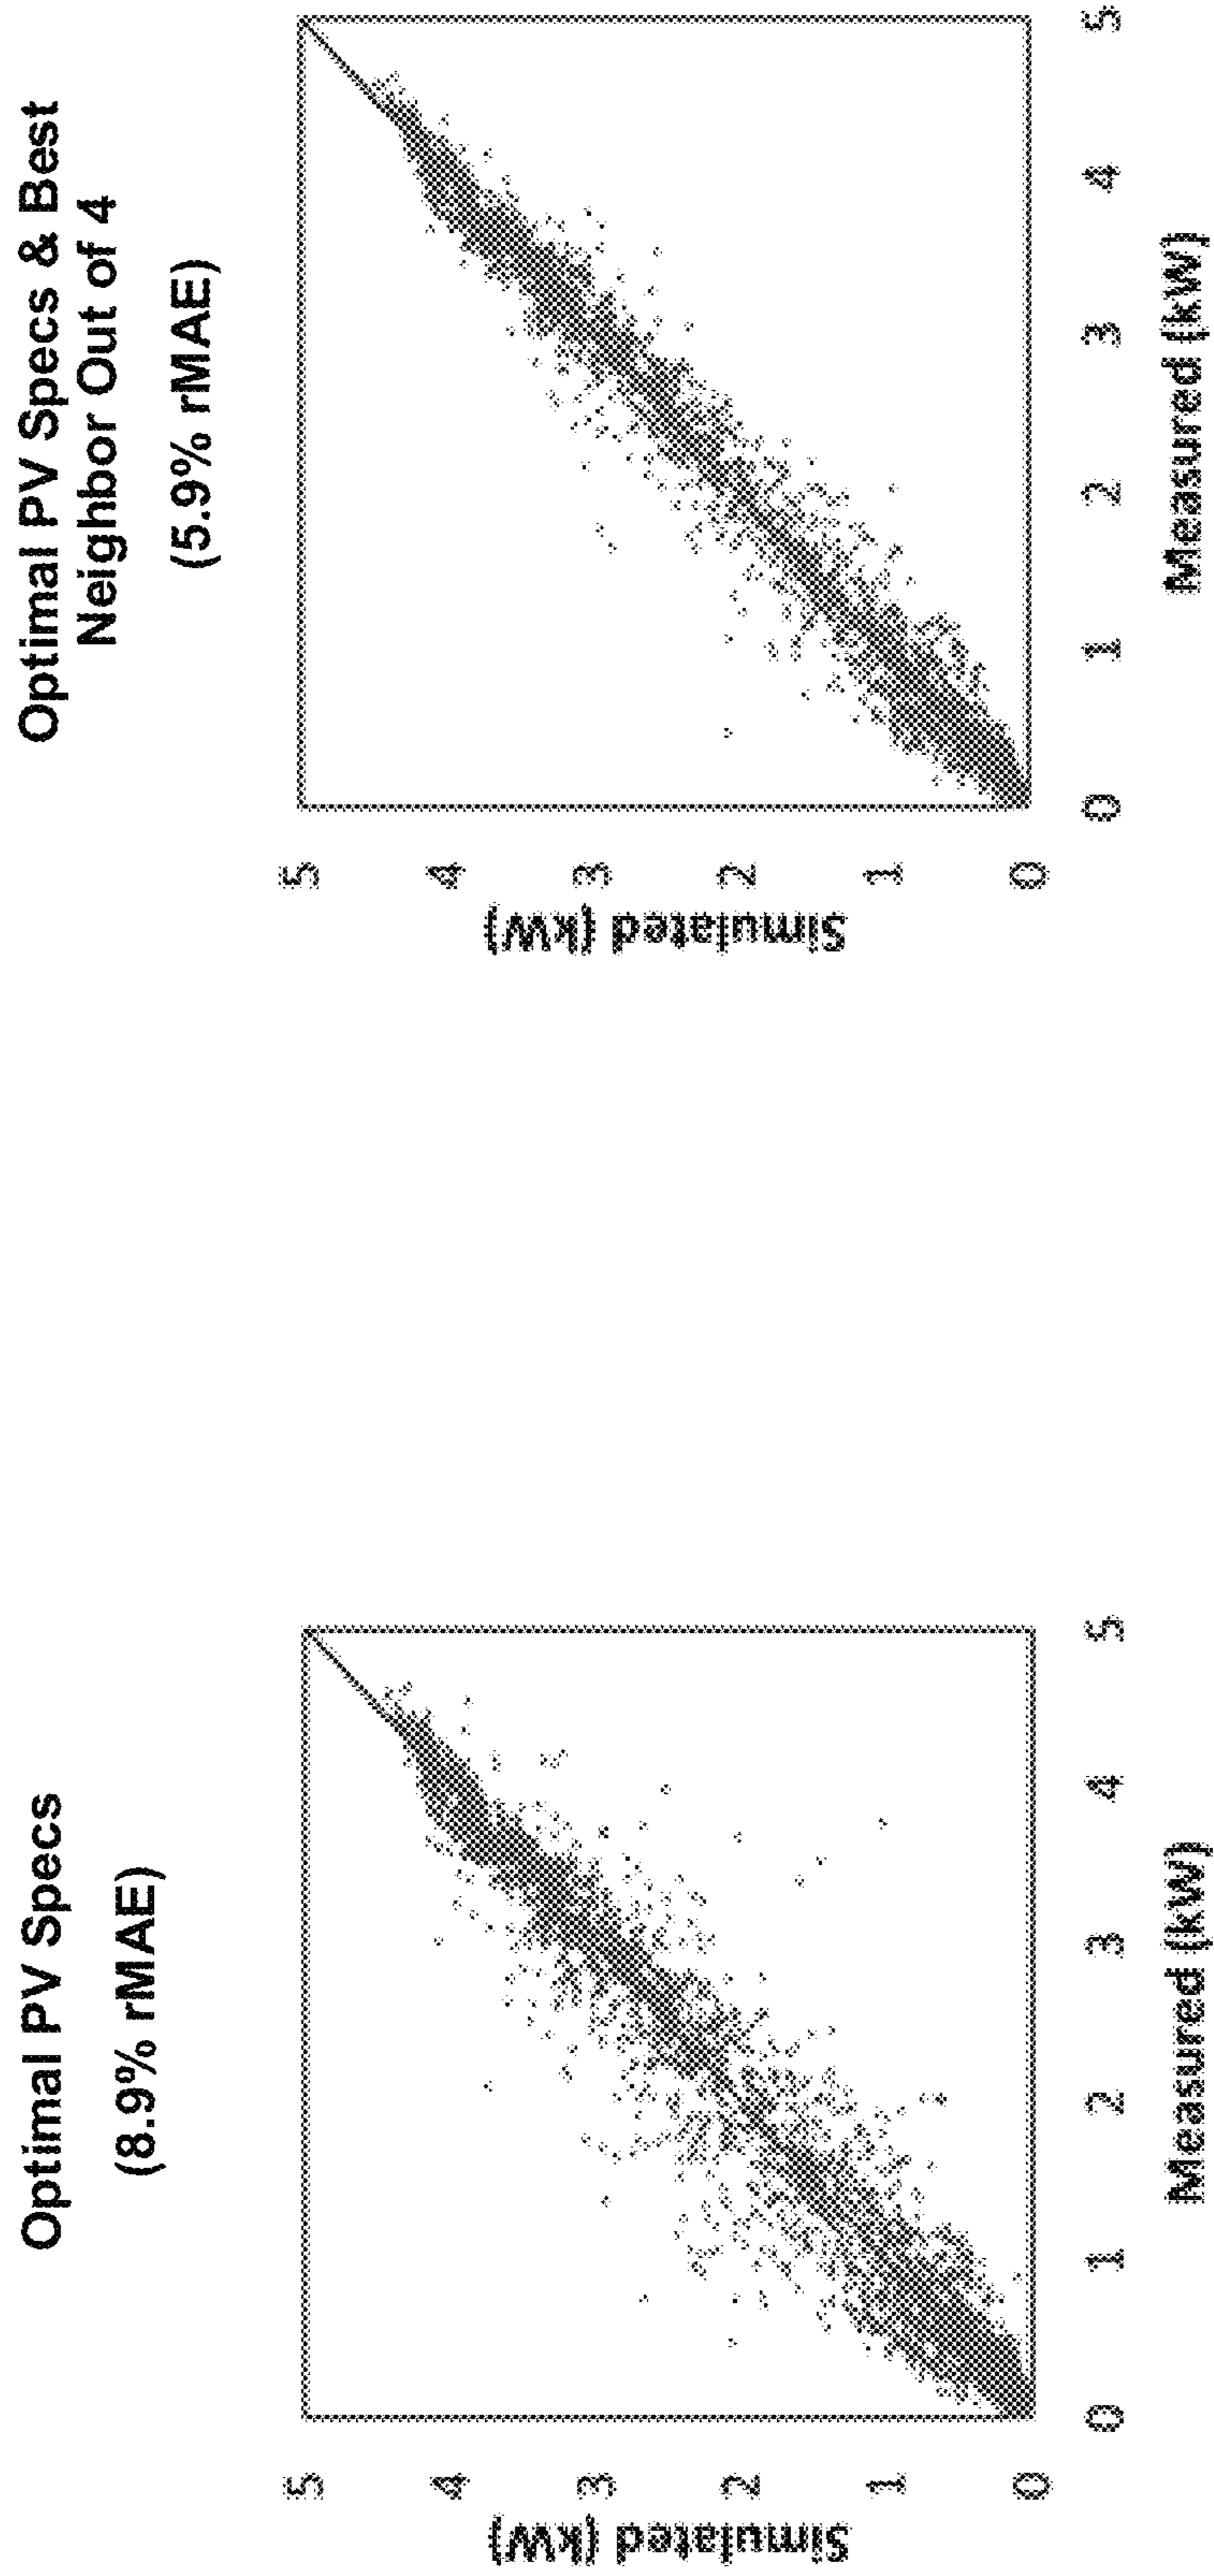 Optimal PV Specs
(8.9% rMAE)
Simulated (kW)
5
4
3
2
1
0
0 1 2 3 4 5
Measured (kW)
Optimal PV Specs & Best
Neighbor Out of 4
(5.9% rMAE)
Simulated (kW)
5
4
3
2
1
0
0 1 2 3 4 5
Measured (kW)